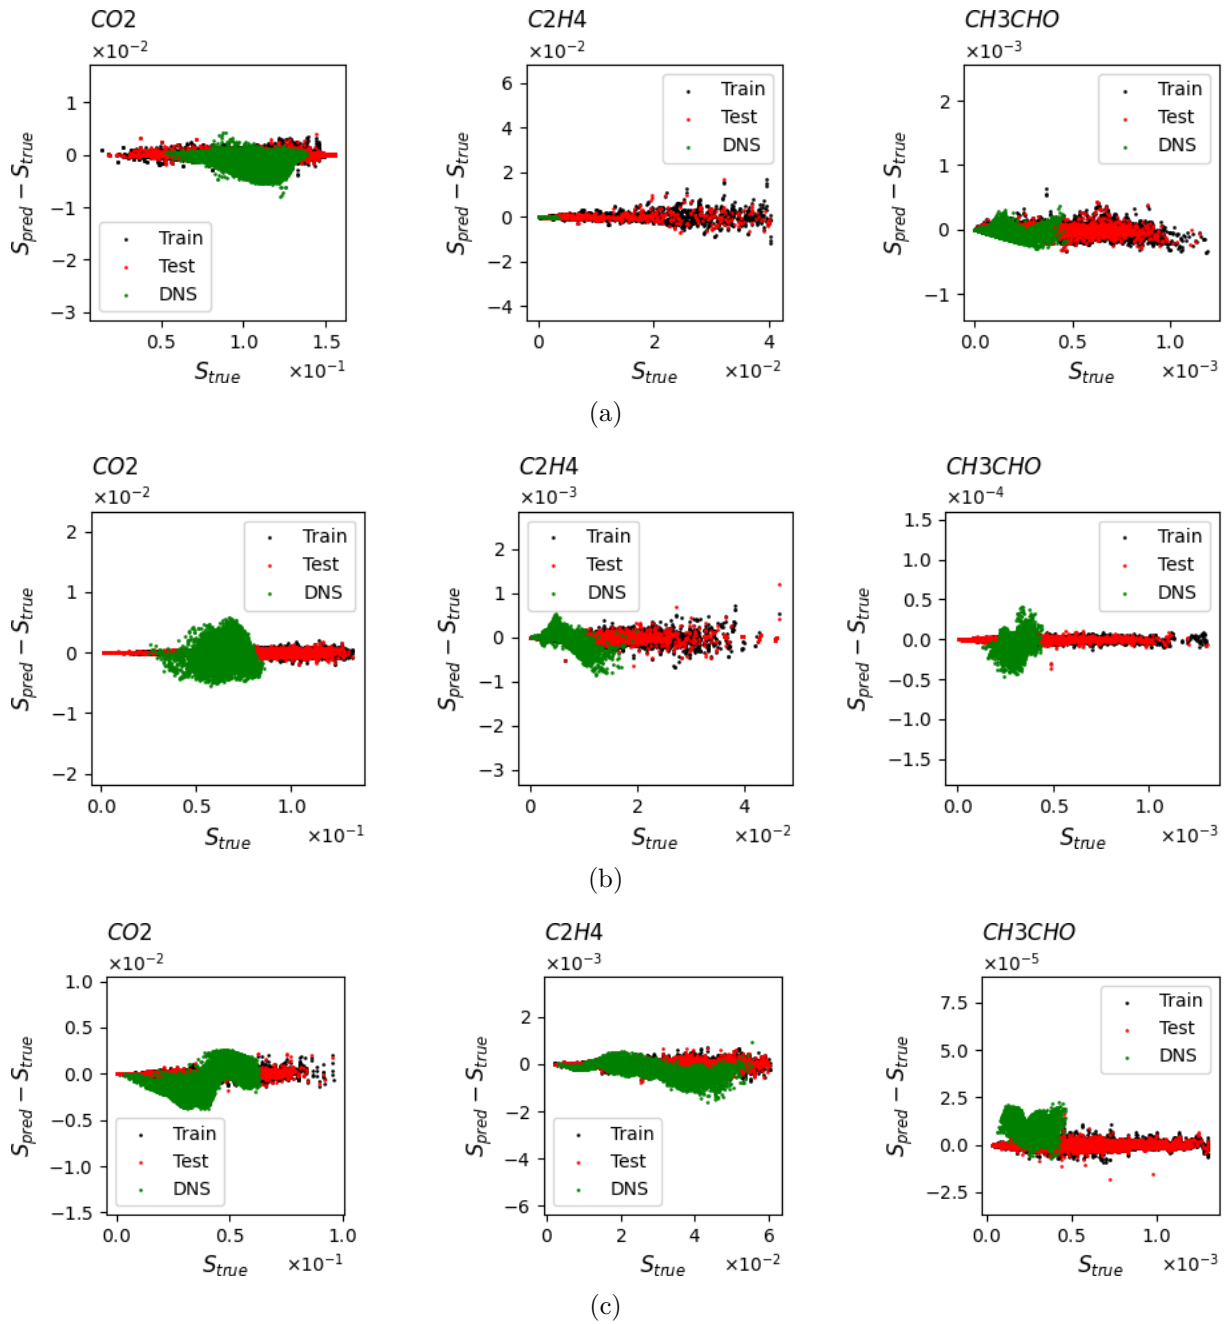 CO2
×10−2
1
0
−1
−2
−3
S_pred − S_true
Train
Test
DNS
0.5 1.0 1.5
S_true ×10−1
C2H4
×10−2
6
4
2
0
−2
−4
S_pred − S_true
Train
Test
DNS
0 2 4
S_true ×10−2
CH3CHO
×10−3
2
1
0
−1
S_pred − S_true
Train
Test
DNS
0.0 0.5 1.0
S_true ×10−3
(a)
CO2
×10−2
2
1
0
−1
−2
S_pred − S_true
Train
Test
DNS
0.0 0.5 1.0
S_true ×10−1
C2H4
×10−3
2
1
0
−1
−2
−3
S_pred − S_true
Train
Test
DNS
0 2 4
S_true ×10−2
CH3CHO
×10−4
1.5
1.0
0.5
0.0
−0.5
−1.0
−1.5
S_pred − S_true
Train
Test
DNS
0.0 0.5 1.0
S_true ×10−3
(b)
CO2
×10−2
1.0
0.5
0.0
−0.5
−1.0
−1.5
S_pred − S_true
Train
Test
DNS
0.0 0.5 1.0
S_true ×10−1
C2H4
×10−3
2
0
−2
−4
−6
S_pred − S_true
Train
Test
DNS
0 2 4 6
S_true ×10−2
CH3CHO
×10−5
7.5
5.0
2.5
0.0
−2.5
S_pred − S_true
Train
Test
DNS
0.0 0.5 1.0
S_true ×10−3
(c)